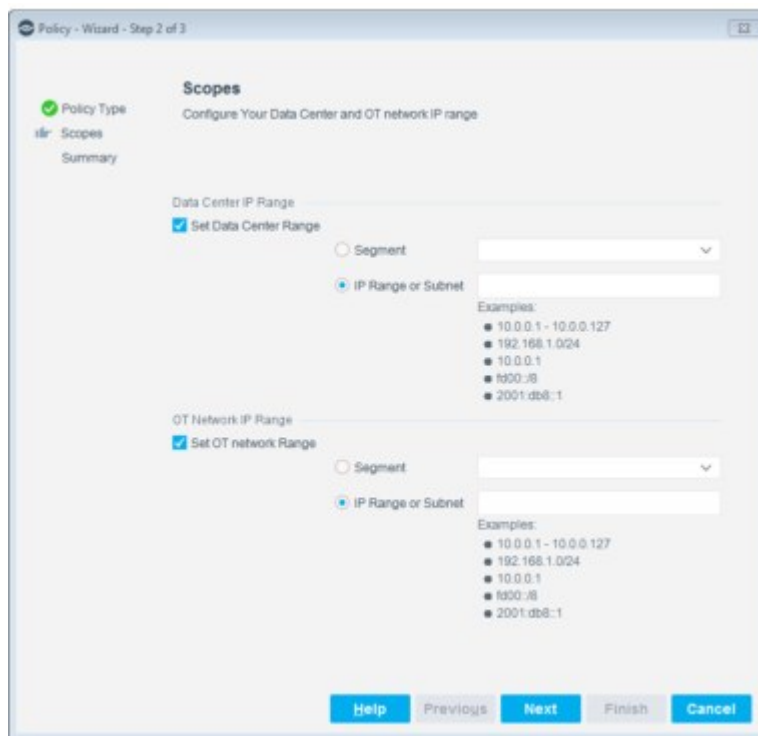 Policy - Wizard - Step 2 of 3
Scopes
Policy Type
Configure Your Data Center and OT network IP range
Scopes
Summary
Data Center IP Range
Set Data Center Range
Segment
IP Range or Subnet
Examples:
10.0.0.1 - 10.0.0.127
192.168.1.0/24
10.0.0.1
fd00::/8
2001:db8::1
OT Network IP Range
Set OT network Range
Segment
IP Range or Subnet
Examples:
10.0.0.1 - 10.0.0.127
192.168.1.0/24
10.0.0.1
fd00::/8
2001:db8::1
Help Previous Next Finish Cancel